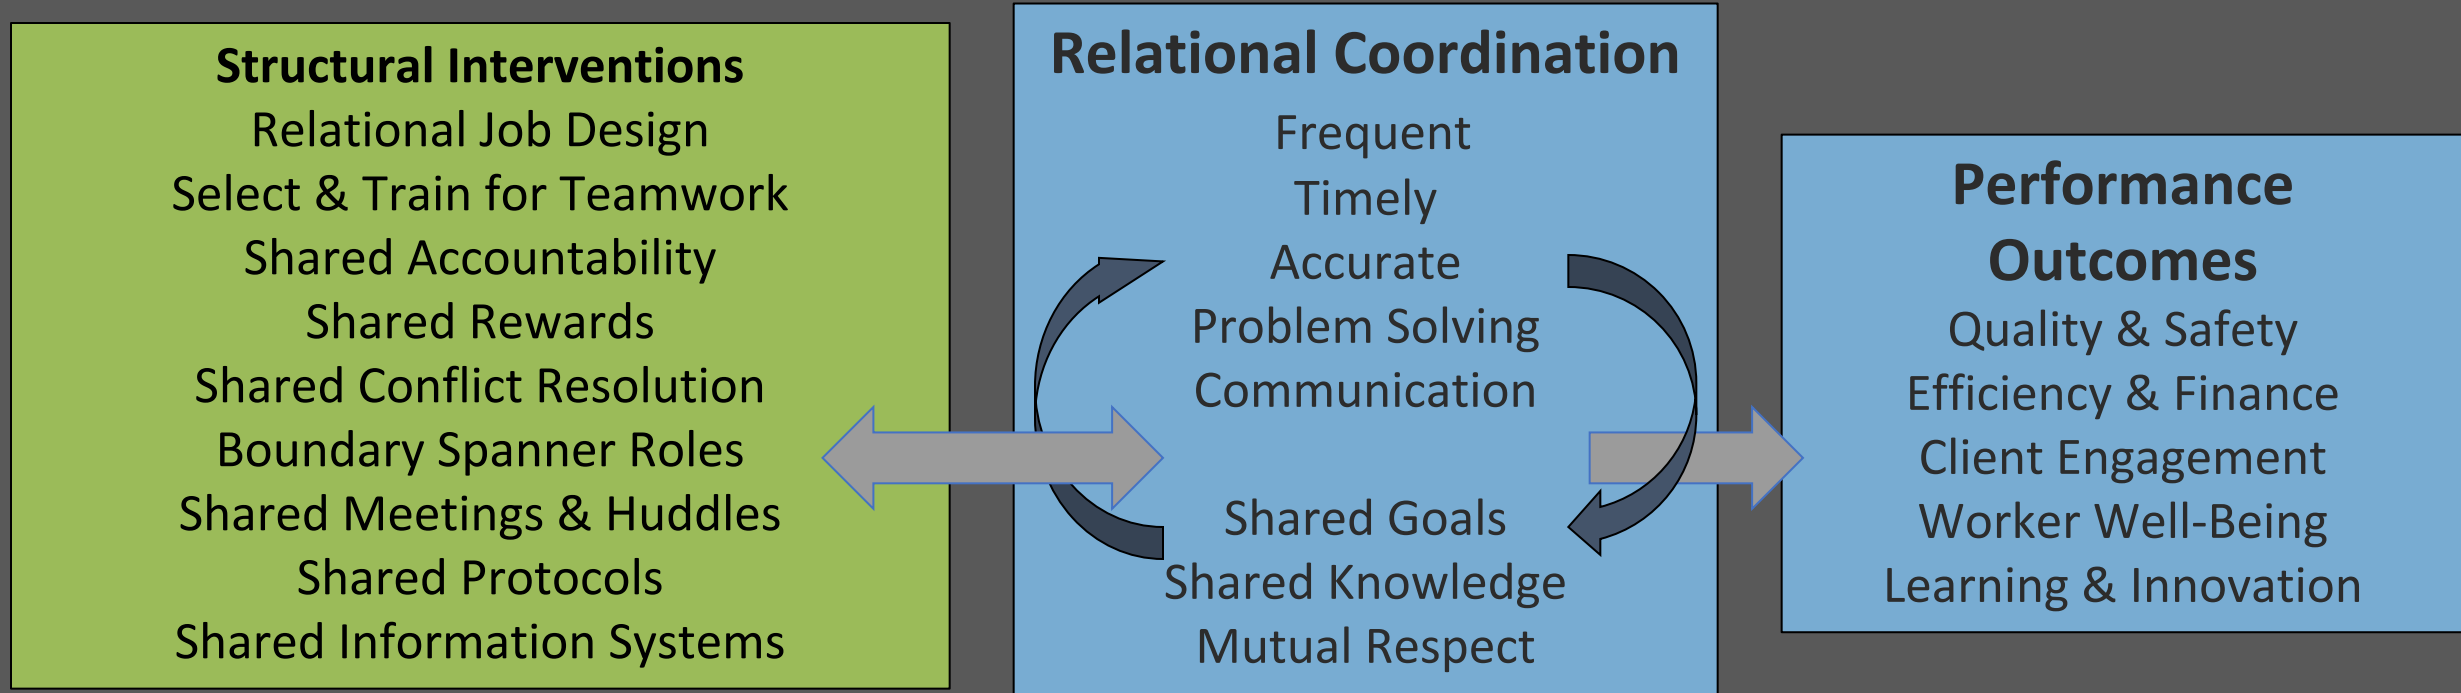 Structural Interventions
Relational Job Design
Select & Train for Teamwork
Shared Accountability
Shared Rewards
Shared Conflict Resolution
Boundary Spanner Roles
Shared Meetings & Huddles
Shared Protocols
Shared Information Systems
Relational Coordination
Frequent
Timely
Accurate
Problem Solving
Communication
Shared Goals
Shared Knowledge
Mutual Respect
Performance
Outcomes
Quality & Safety
Efficiency & Finance
Client Engagement
Worker Well-Being
Learning & Innovation